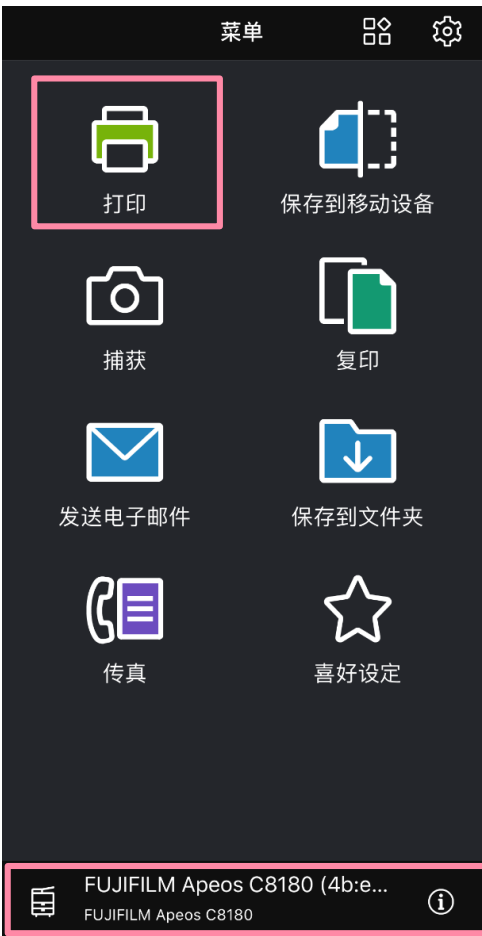 菜单
打印
保存到移动设备
捕获
复印
发送电子邮件
保存到文件夹
传真
喜好设定
FUJIFILM Apeos C8180 (4b:e...
FUJIFILM Apeos C8180